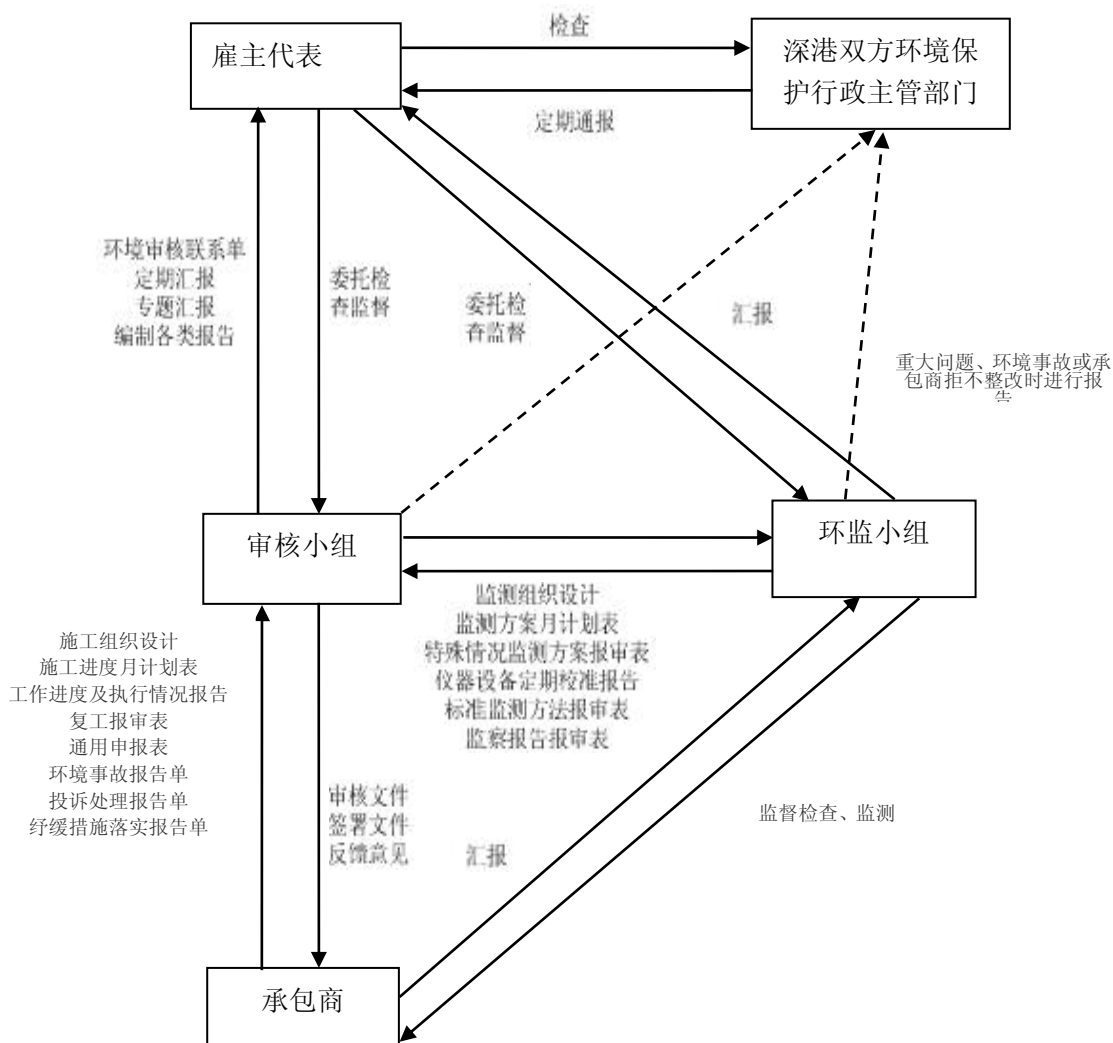 检查
雇主代表
深港双方环境保
护行政主管部门
定期通报
环境审核联系单
定期汇报
专题汇报
编制各类报告
委托检
查监督
委托检
查监督
汇报
重大问题、环境事故或承
包商拒不整改时进行报
告
审核小组
环监小组
监测组织设计
监测方案月计划表
特殊情况监测方案报审表
仪器设备定期校准报告
标准监测方法报审表
监察报告报审表
施工组织设计
施工进度月计划表
工作进度及执行情况报告
复工报审表
通用申报表
环境事故报告单
投诉处理报告单
纾缓措施落实报告单
审核文件
签署文件
反馈意见
汇报
监督检查、监测
承包商